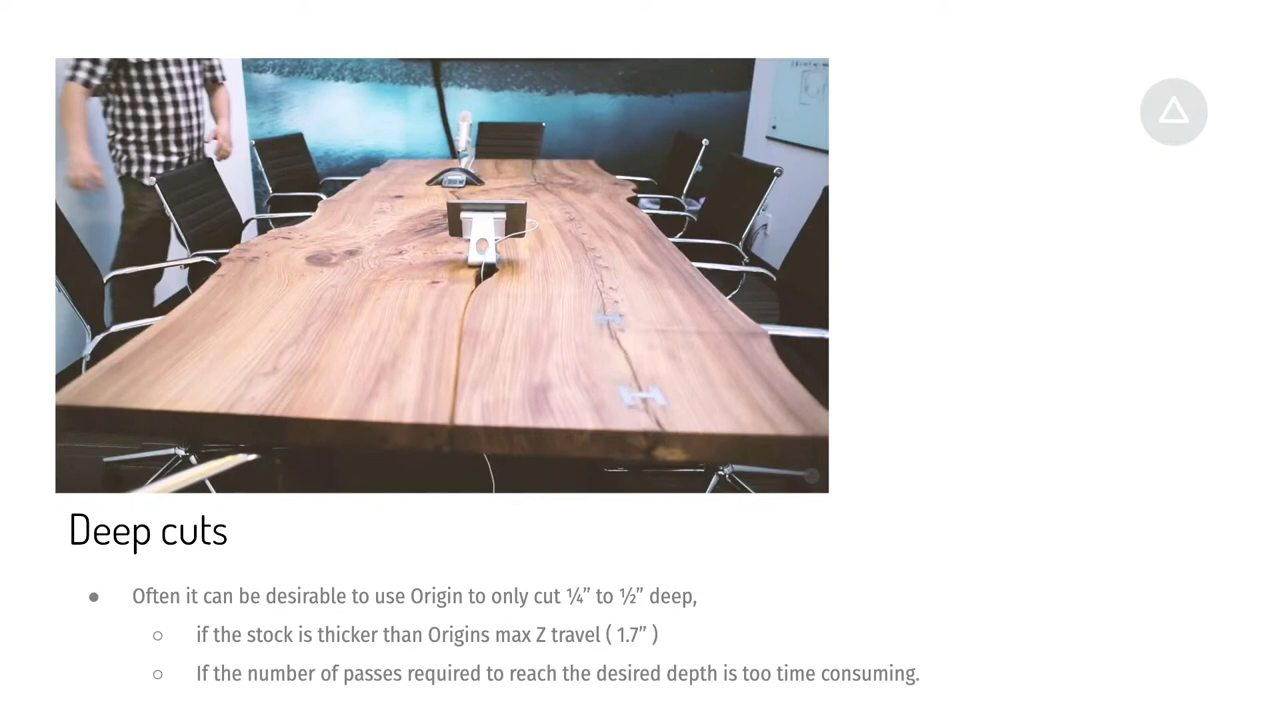 Deep cuts
● Often it can be desirable to use Origin to only cut ¼” to ½” deep,
○ if the stock is thicker than Origins max Z travel ( 1.7” )
○ If the number of passes required to reach the desired depth is too time consuming.